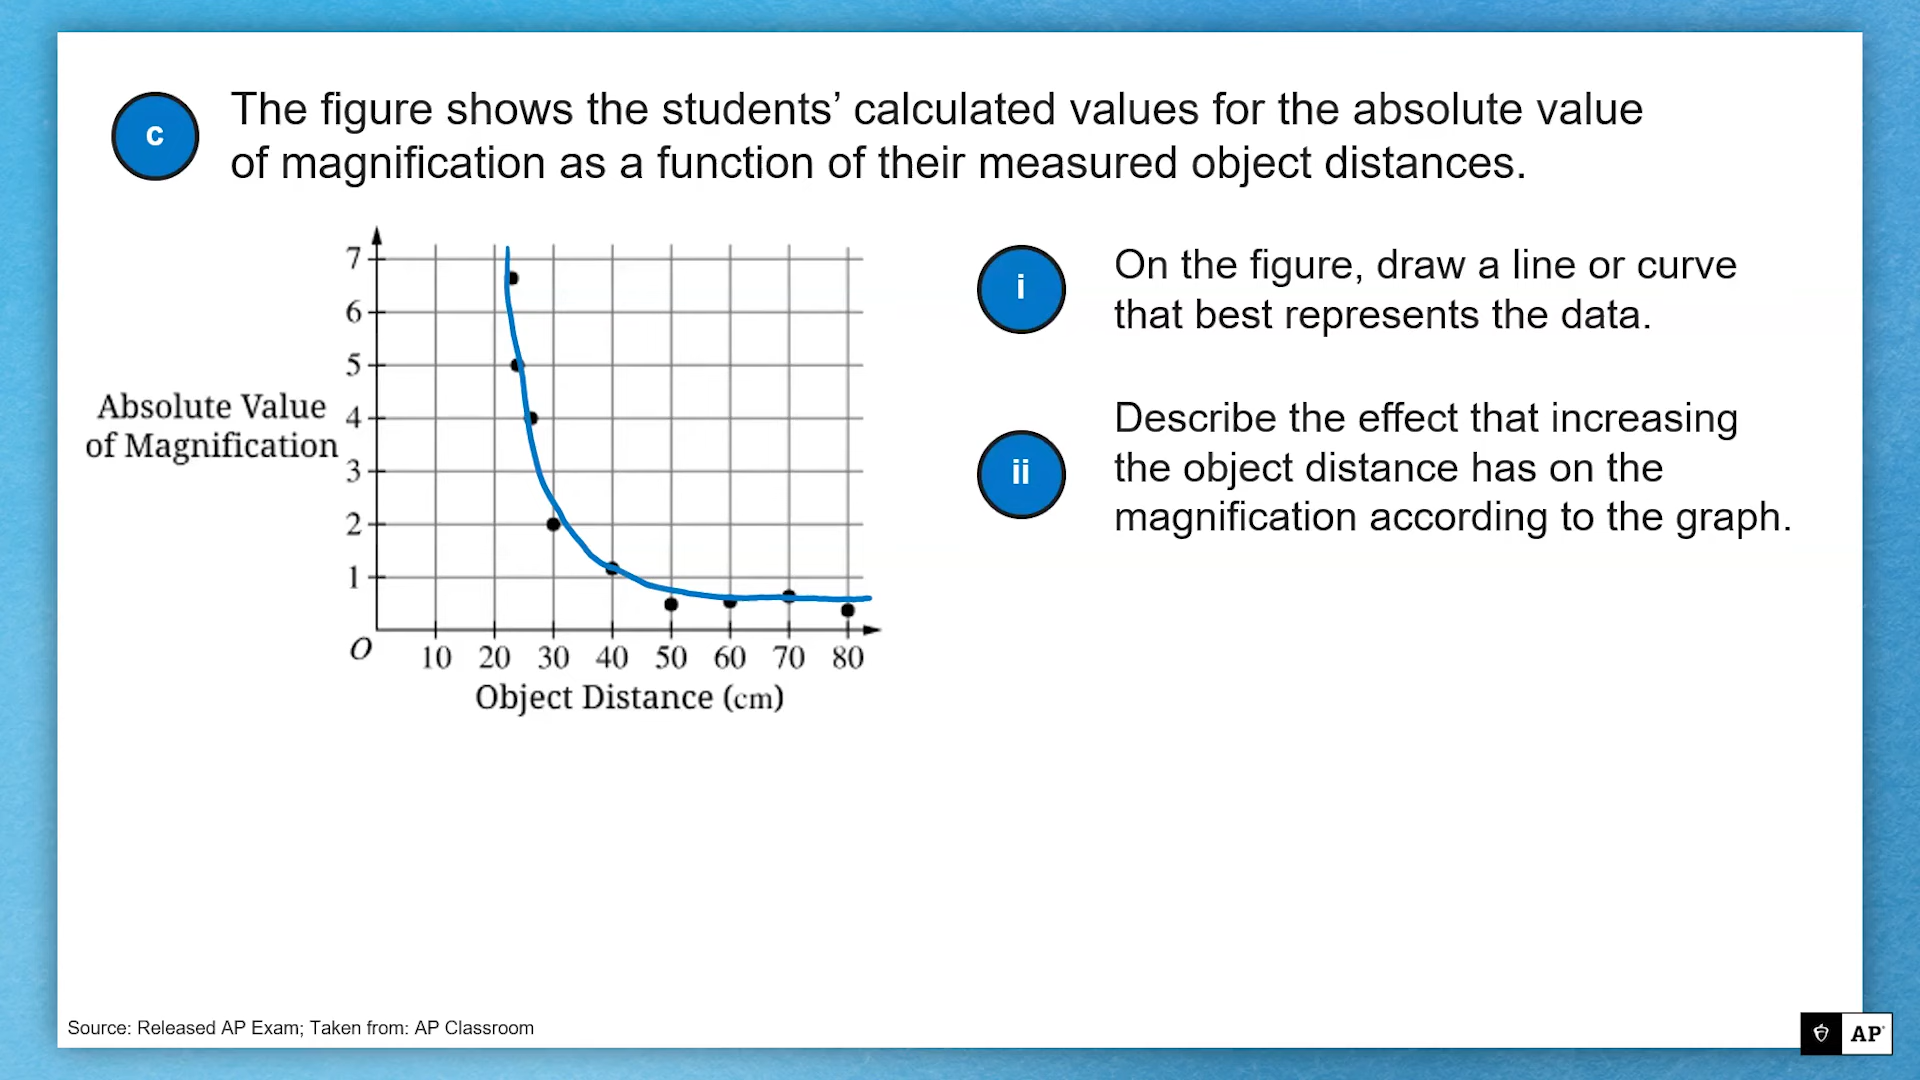 c
The figure shows the students’ calculated values for the absolute value
of magnification as a function of their measured object distances.
7
6
5
4
3
2
1
Absolute Value
of Magnification
O
10 20 30 40 50 60 70 80
Object Distance (cm)
i
On the figure, draw a line or curve
that best represents the data.
ii
Describe the effect that increasing
the object distance has on the
magnification according to the graph.
Source: Released AP Exam; Taken from: AP Classroom
AP